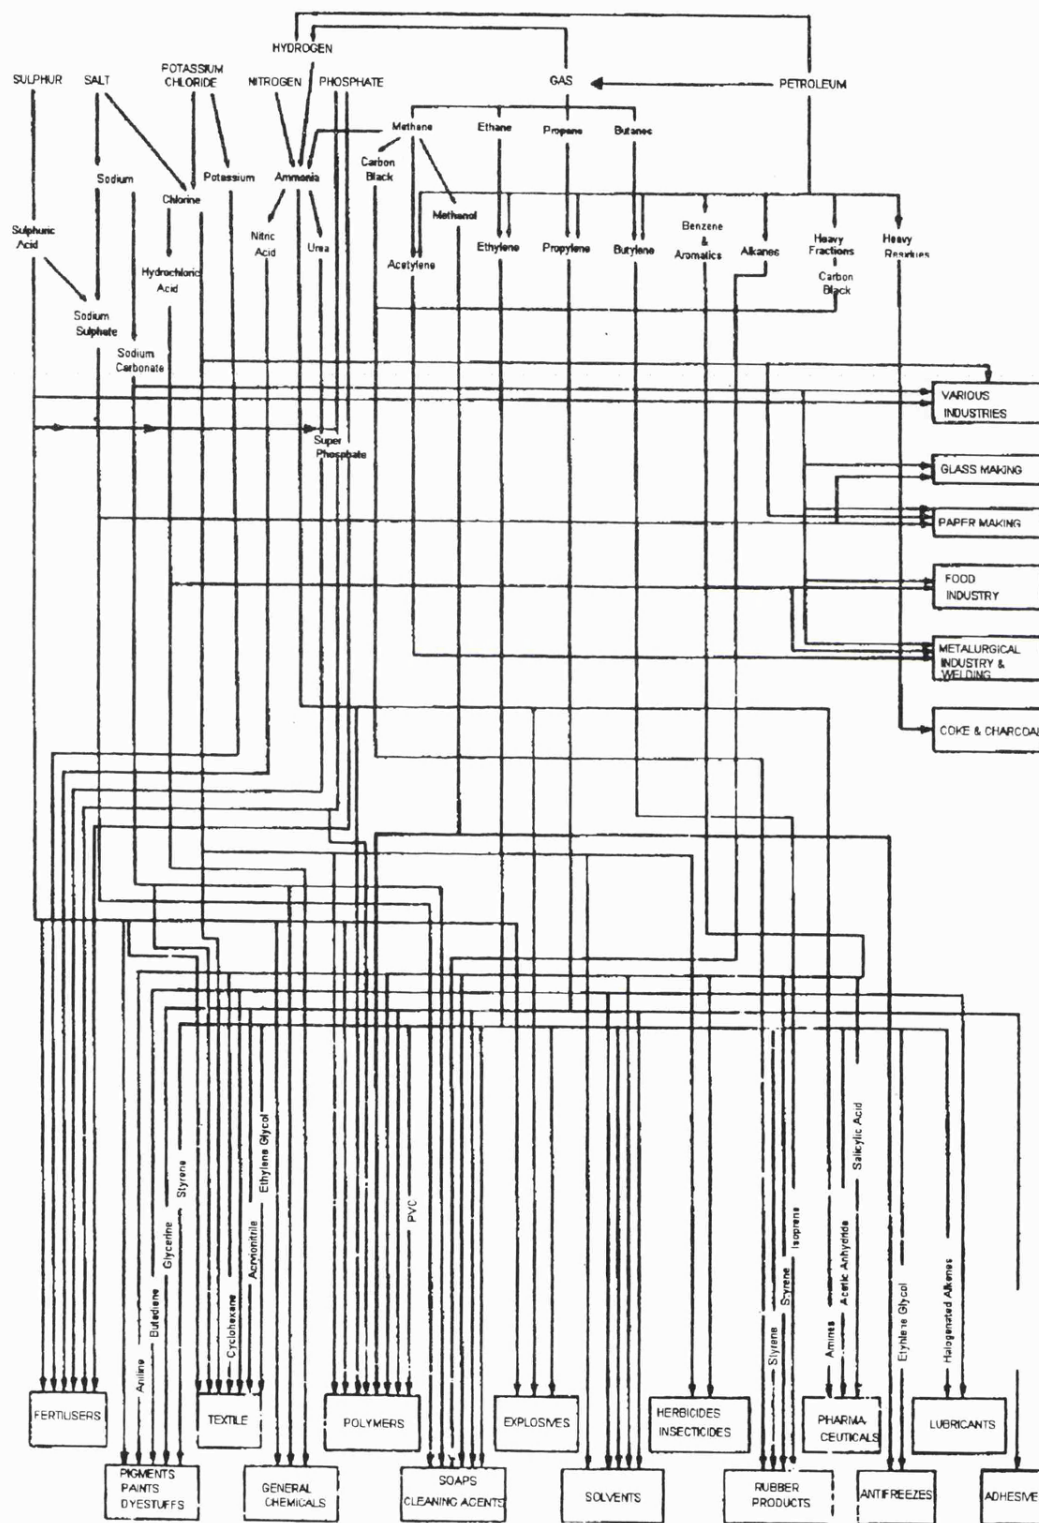 HYDROGEN
SULPHUR
SALT
POTASSIUM
CHLORIDE
NITROGEN
PHOSPHATE
GAS
PETROLEUM
Methane
Ethane
Propane
Butanes
Carbon
Black
Sodium
Chlorine
Potassium
Ammonia
Methanol
Sulphuric
Acid
Nitric
Acid
Urea
Acetylene
Ethylene
Propylene
Butylene
Benzene
&
Aromatics
Alkanes
Heavy
Fractions
Carbon
Black
Heavy
Residues
Hydrochloric
Acid
Sodium
Sulphate
Sodium
Carbonate
Super
Phosphate
VARIOUS
INDUSTRIES
GLASS MAKING
PAPER MAKING
FOOD
INDUSTRY
METALURGICAL
INDUSTRY &
WELDING
COKE & CHARCOAL
Aniline
Butediene
Glycerine
Styrene
Cyclohexane
Ethylene Glycol
PVC
Styrene
Styrene
Isoprene
Amines
Acetic Anhydride
Salicylic Acid
Etyhlene Glycol
Halogenated Alkenes
FERTILISERS
TEXTILE
POLYMERS
EXPLOSIVES
HERBICIDES
INSECTICIDES
PHARMA
CEUTICALS
LUBRICANTS
PIGMENTS
PAINTS
DYESTUFFS
GENERAL
CHEMICALS
SOAPS
CLEANING AGENTS
SOLVENTS
RUBBER
PRODUCTS
ANTIFREEZES
ADHESIVE